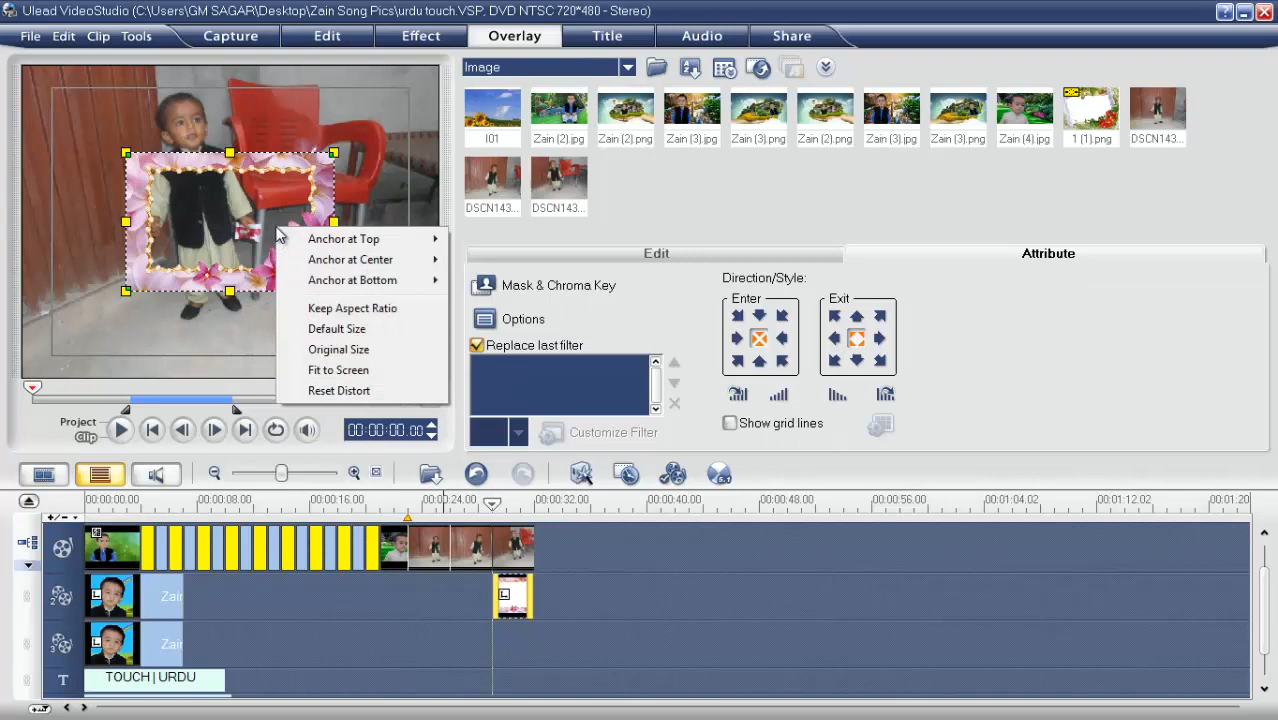 Ulead VideoStudio (C:\Users\GM SAGAR\Desktop\Zain Song Pics\urdu touch.VSP, DVD NTSC 720*480 - Stereo)
File Edit Clip Tools Capture Edit Effect Overlay Title Audio Share
Image
I01 Zain (2).jpg Zain (2).png Zain (3).jpg Zain (3).png Zain (2).png Zain (3).jpg Zain (3).png Zain (4).jpg 1 (1).png DSCN143...
DSCN143... DSCN143...
Anchor at Top
Anchor at Center
Anchor at Bottom
Keep Aspect Ratio
Default Size
Original Size
Fit to Screen
Reset Distort
Edit Attribute
Mask & Chroma Key
Options
Replace last filter
Customize Filter
Direction/Style:
Enter Exit
Show grid lines
Project
Clip
00:00:00.00
00:00:00.00 00:00:08.00 00:00:16.00 00:00:24.00 00:00:32.00 00:00:40.00 00:00:48.00 00:00:56.00 00:01:04.02 00:01:12.02 00:01:20
Zain
Zain
TOUCH | URDU